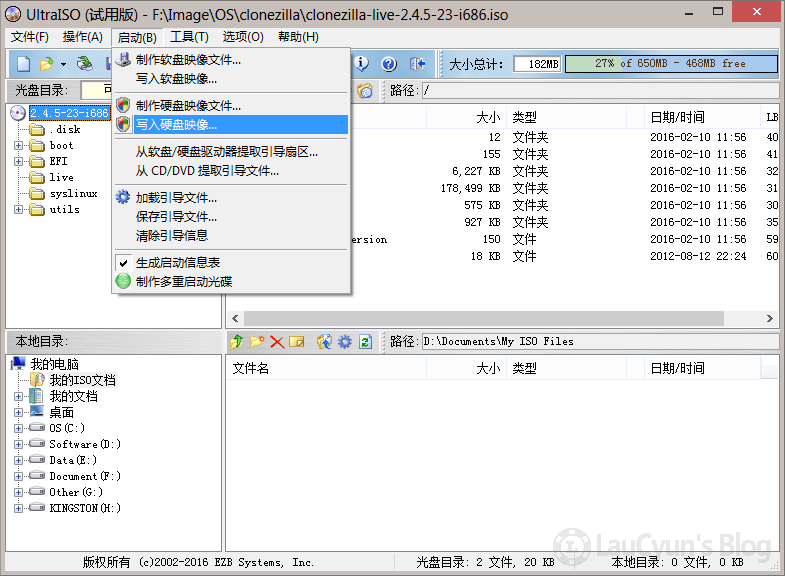 UltraISO (试用版) - F:\Image\OS\clonezilla\clonezilla-live-2.4.5-23-i686.iso
文件(F) 操作(A) 启动(B) 工具(T) 选项(O) 帮助(H)
大小总计: 182MB 27% of 650MB - 468MB free
光盘目录: 可
路径: /
制作软盘映像文件...
写入软盘映像...
制作硬盘映像文件...
写入硬盘映像...
从软盘/硬盘驱动器提取引导扇区...
从 CD/DVD 提取引导文件...
加载引导文件...
保存引导文件...
清除引导信息
生成启动信息表
制作多重启动光碟
2.4.5-23-i686
.disk
boot
EFI
live
syslinux
utils
大小 类型 日期/时间 LB
12 文件夹 2016-02-10 11:56 40
155 文件夹 2016-02-10 11:56 41
6,227 KB 文件夹 2016-02-10 11:56 32
178,499 KB 文件夹 2016-02-10 11:56 31
575 KB 文件夹 2016-02-10 11:56 30
927 KB 文件夹 2016-02-10 11:56 35
ersion 150 文件 2016-02-10 11:56 59
18 KB 文件 2012-08-12 22:24 60
本地目录:
路径: D:\Documents\My ISO Files
我的电脑
我的ISO文档
我的文档
桌面
OS(C:)
Software(D:)
Data(E:)
Document(F:)
Other(G:)
KINGSTON(H:)
文件名 大小 类型 日期/时间
LauCyun's Blog
版权所有 (c)2002-2016 EZB Systems, Inc.
光盘目录: 2 文件, 20 KB
本地目录: 0 文件, 0 KB